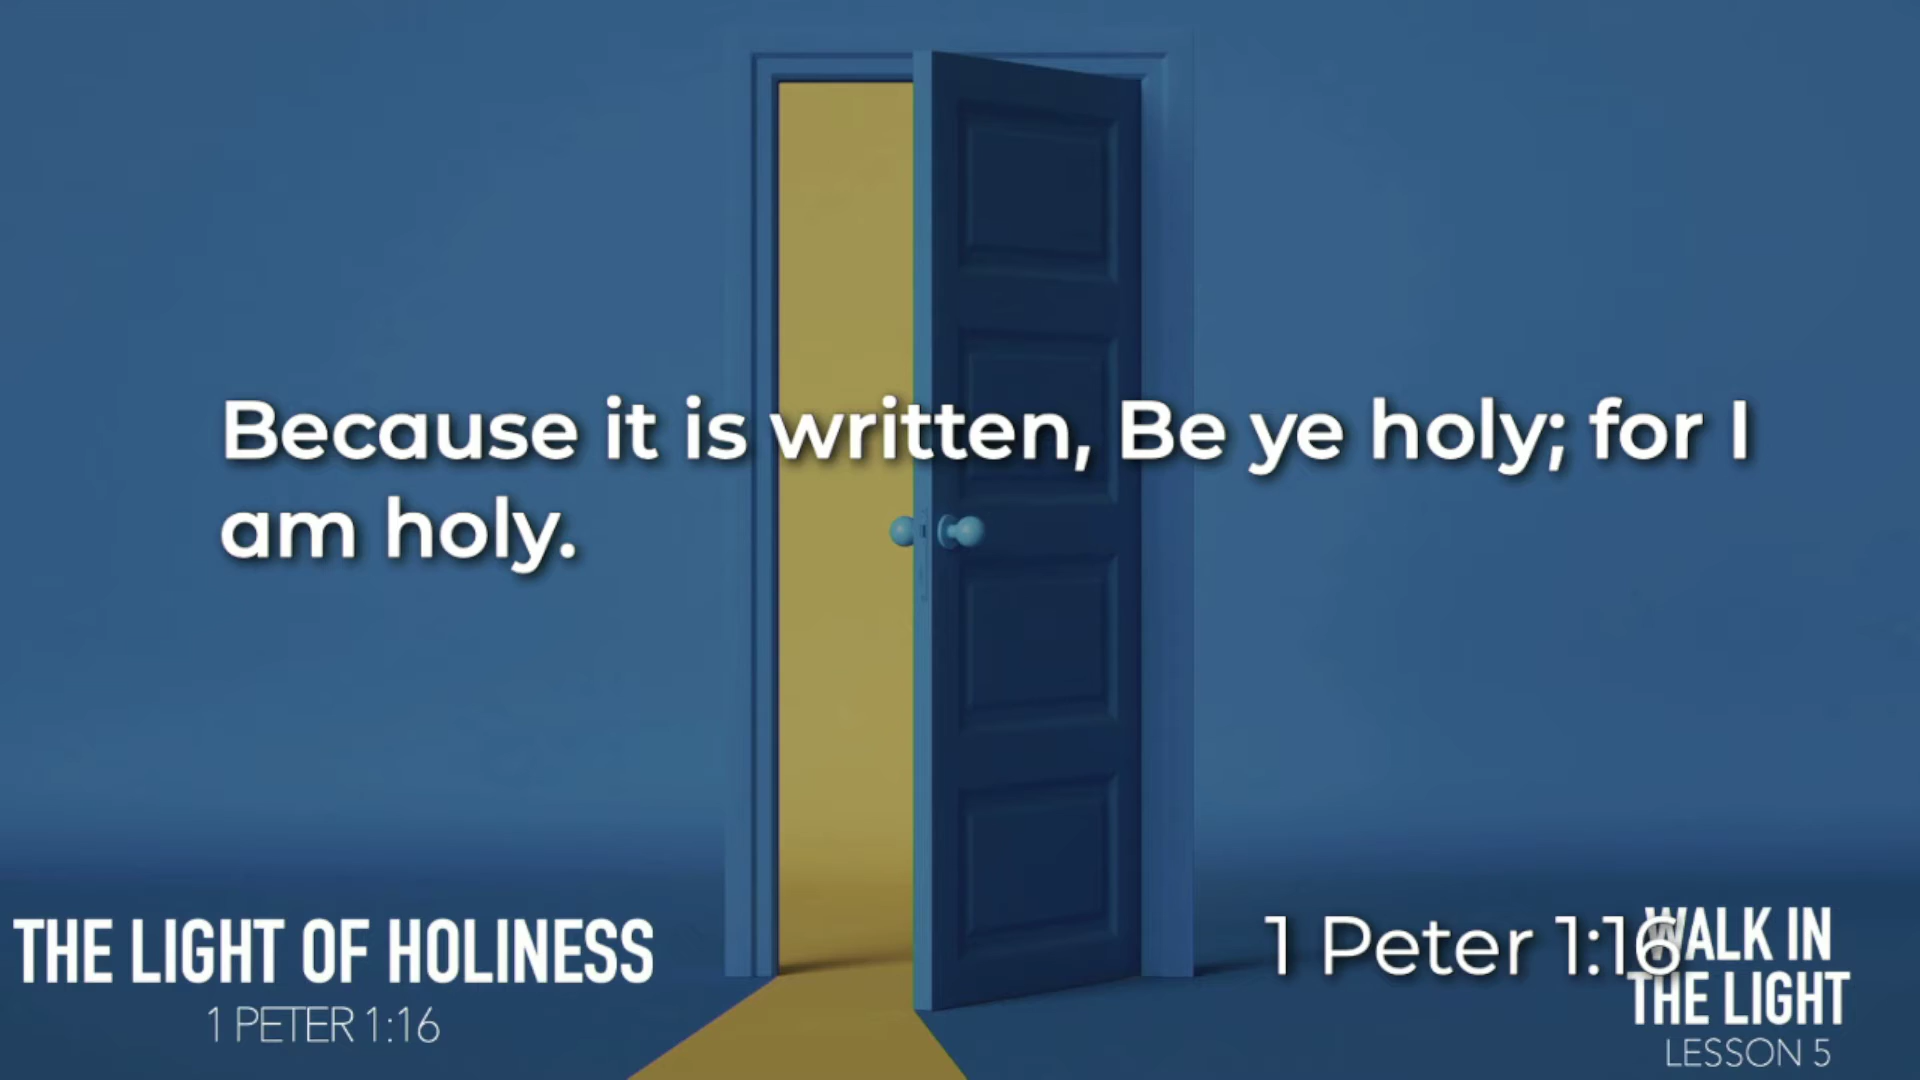 Because it is written, Be ye holy; for I
am holy.
THE LIGHT OF HOLINESS
1 PETER 1:16
1 Peter 1:16
WALK IN
THE LIGHT
LESSON 5